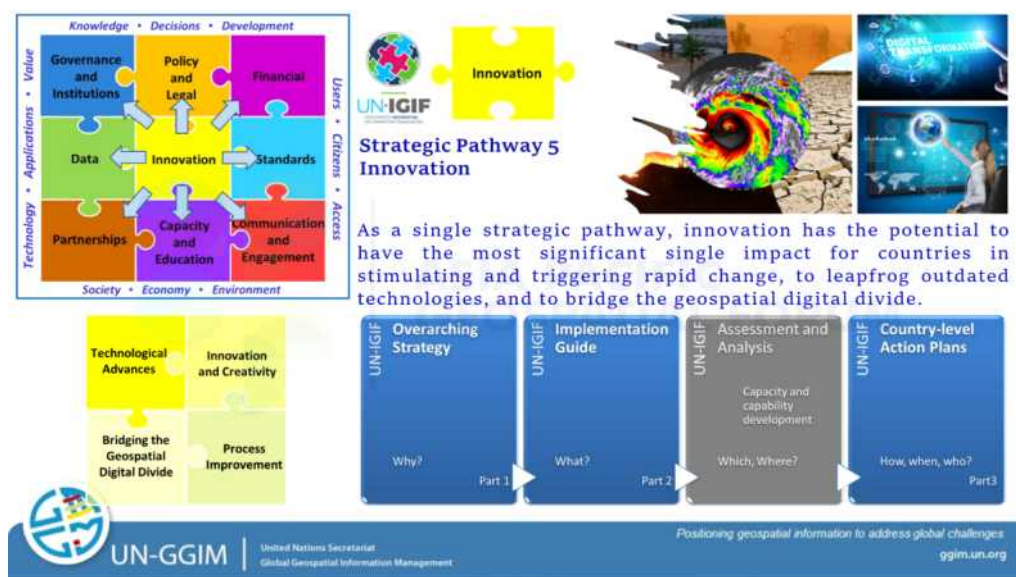 Knowledge • Decisions • Development
Technology • Applications • Value
Users • Citizens • Access
Society • Economy • Environment
Governance
and
Institutions
Policy
and
Legal
Financial
Data
Innovation
Standards
Partnerships
Capacity
and
Education
Communication
and
Engagement
UN-IGIF
Innovation
Strategic Pathway 5
Innovation
DIGITAL
TRANSFORMATION
As a single strategic pathway, innovation has the potential to
have the most significant single impact for countries in
stimulating and triggering rapid change, to leapfrog outdated
technologies, and to bridge the geospatial digital divide.
Technological
Advances
Innovation
and Creativity
Bridging the
Geospatial
Digital Divide
Process
Improvement
UN-IGIF
Overarching
Strategy
Why?
Part 1
UN-IGIF
Implementation
Guide
What?
Part 2
UN-IGIF
Assessment and
Analysis
Capacity and
capability
development
Which, Where?
UN-IGIF
Country-level
Action Plans
How, when, who?
Part3
UN-GGIM
United Nations Secretariat
Global Geospatial Information Management
Positioning geospatial information to address global challenges
ggim.un.org